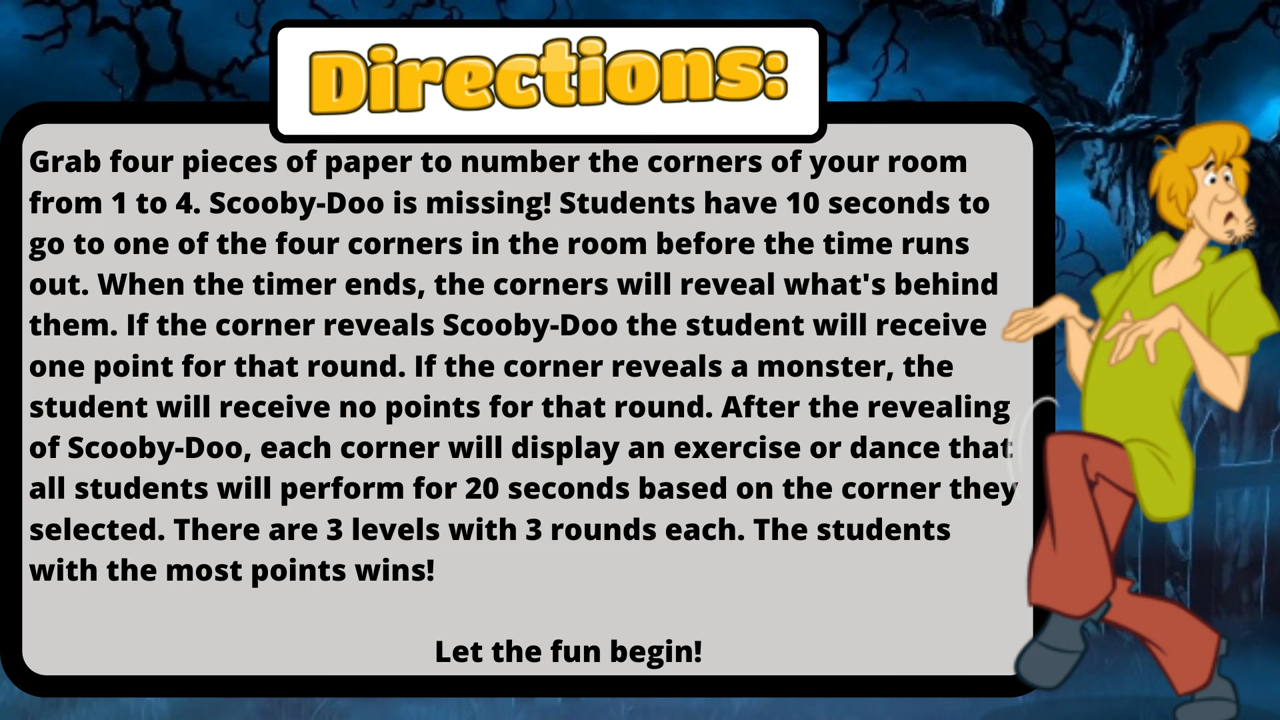 Directions:
Grab four pieces of paper to number the corners of your room
from 1 to 4. Scooby-Doo is missing! Students have 10 seconds to
go to one of the four corners in the room before the time runs
out. When the timer ends, the corners will reveal what's behind
them. If the corner reveals Scooby-Doo the student will receive
one point for that round. If the corner reveals a monster, the
student will receive no points for that round. After the revealing
of Scooby-Doo, each corner will display an exercise or dance that
all students will perform for 20 seconds based on the corner they
selected. There are 3 levels with 3 rounds each. The students
with the most points wins!
Let the fun begin!